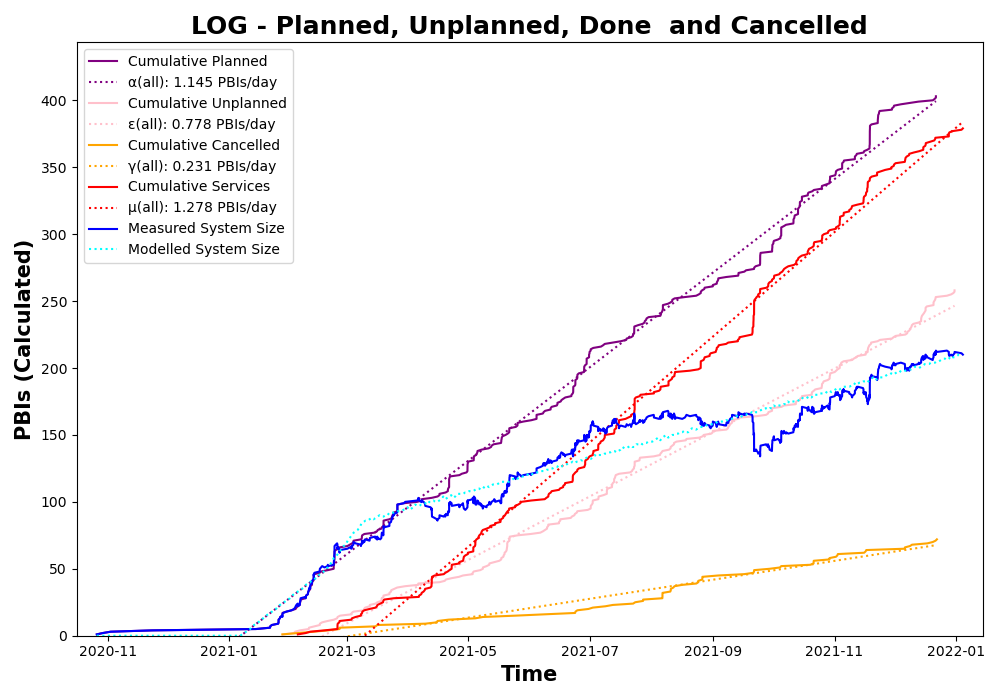 LOG - Planned, Unplanned, Done  and Cancelled
Cumulative Planned
α(all): 1.145 PBIs/day
Cumulative Unplanned
ε(all): 0.778 PBIs/day
Cumulative Cancelled
γ(all): 0.231 PBIs/day
Cumulative Services
μ(all): 1.278 PBIs/day
Measured System Size
Modelled System Size
PBIs (Calculated)
400
350
300
250
200
150
100
50
0
2020-11 2021-01 2021-03 2021-05 2021-07 2021-09 2021-11 2022-01
Time